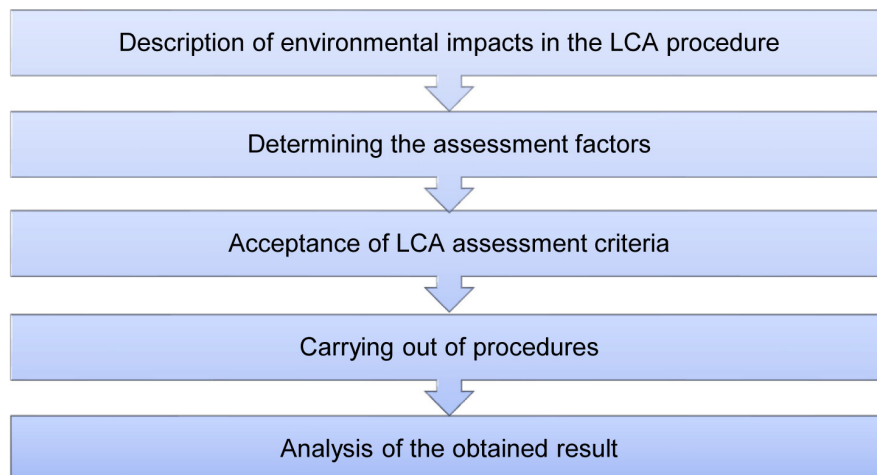 Description of environmental impacts in the LCA procedure
Determining the assessment factors
Acceptance of LCA assessment criteria
Carrying out of procedures
Analysis of the obtained result